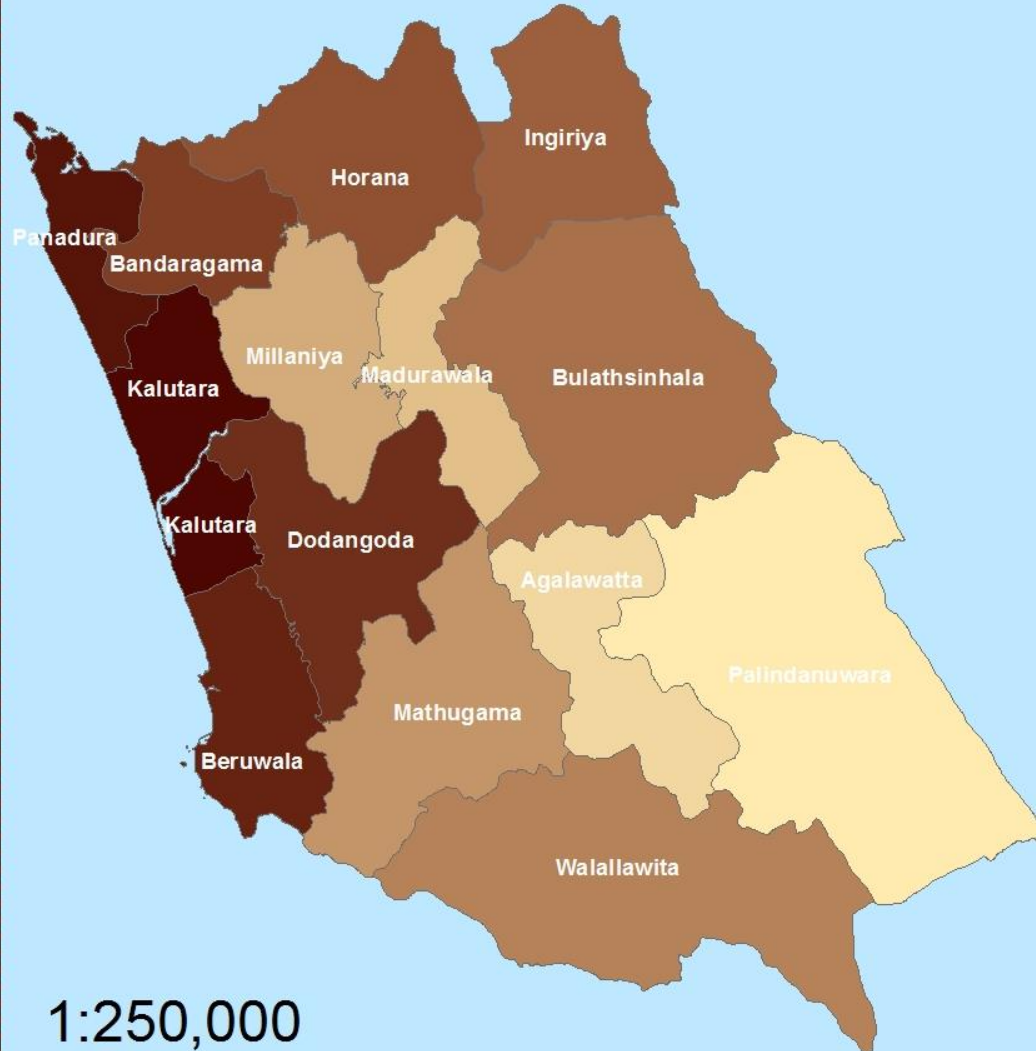 Ingiriya
Horana
Panadura
Bandaragama
Millaniya
Madurawala
Bulathsinhala
Kalutara
Kalutara
Dodangoda
Agalawatta
Palindanuwara
Mathugama
Beruwala
Walallawita
1:250,000